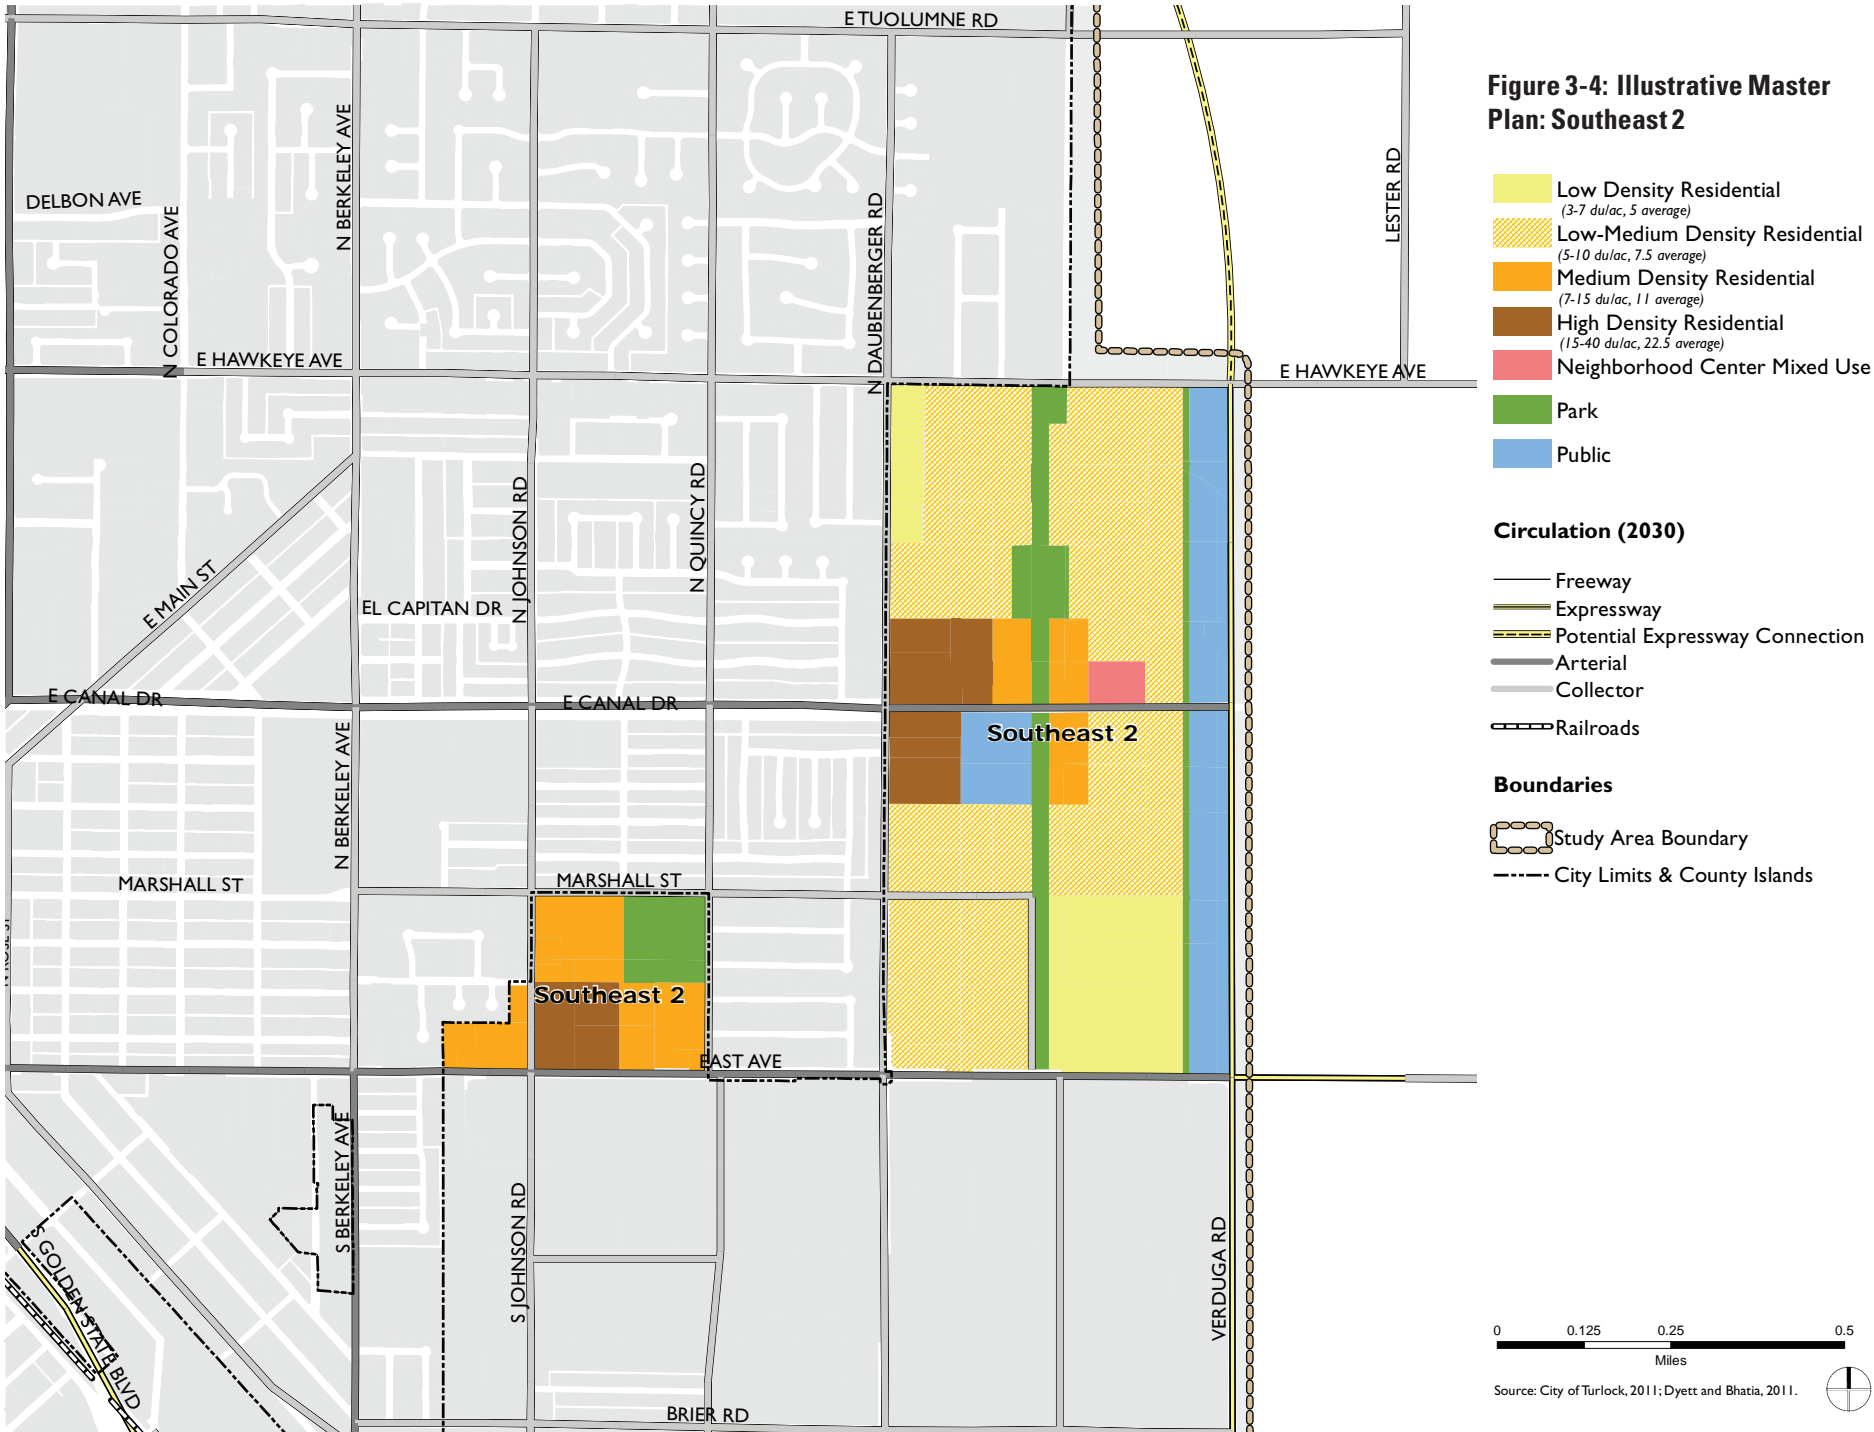 E TUOLUMNE RD
Figure 3-4: Illustrative Master
Plan: Southeast 2
N BERKELEY AVE
LESTER RD
DELBON AVE
N COLORADO AVE
N DAUBENBERGER RD
Low Density Residential
(3-7 du/ac, 5 average)
Low-Medium Density Residential
(5-10 du/ac, 7.5 average)
Medium Density Residential
(7-15 du/ac, 11 average)
High Density Residential
(15-40 du/ac, 22.5 average)
Neighborhood Center Mixed Use
Park
Public
E HAWKEYE AVE
E HAWKEYE AVE
N JOHNSON RD
N QUINCY RD
E MAIN ST
EL CAPITAN DR
Circulation (2030)
Freeway
Expressway
Potential Expressway Connection
Arterial
Collector
Railroads
E CANAL DR
E CANAL DR
Southeast 2
N BERKELEY AVE
Boundaries
Study Area Boundary
City Limits & County Islands
MARSHALL ST
MARSHALL ST
Southeast 2
EAST AVE
S BERKELEY AVE
S JOHNSON RD
VERDUGA RD
S GOLDEN STATE BLVD
BRIER RD
0 0.125 0.25 0.5
Miles
Source: City of Turlock, 2011; Dyett and Bhatia, 2011.